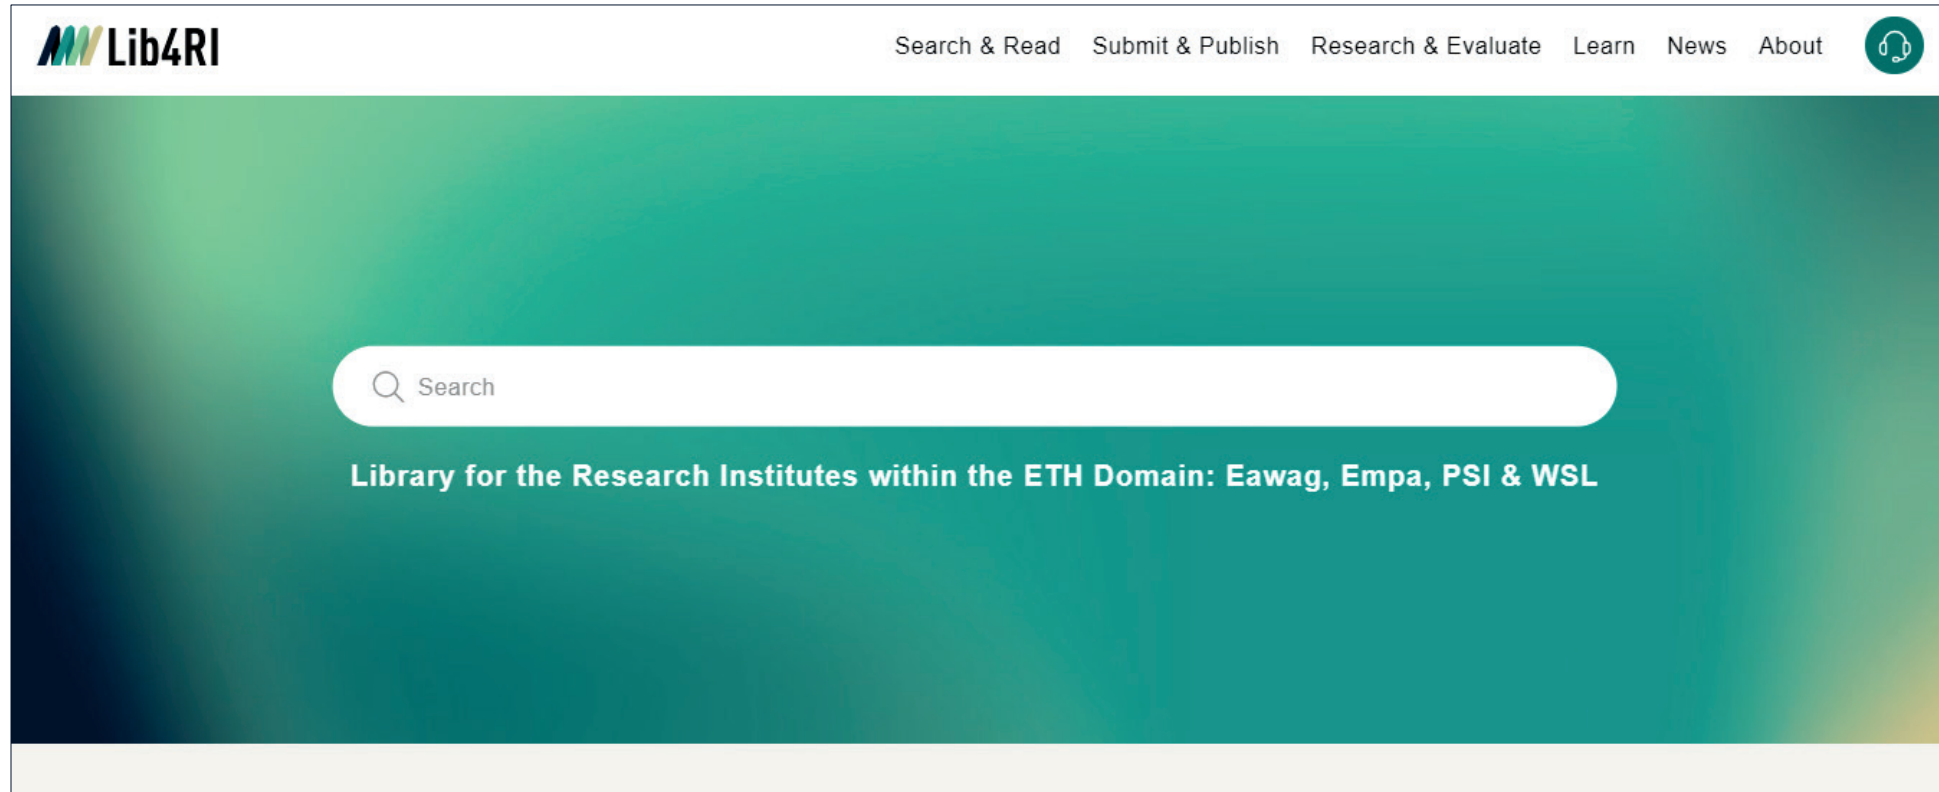 Lib4RI
Search & Read Submit & Publish Research & Evaluate Learn News About
Search
Library for the Research Institutes within the ETH Domain: Eawag, Empa, PSI & WSL